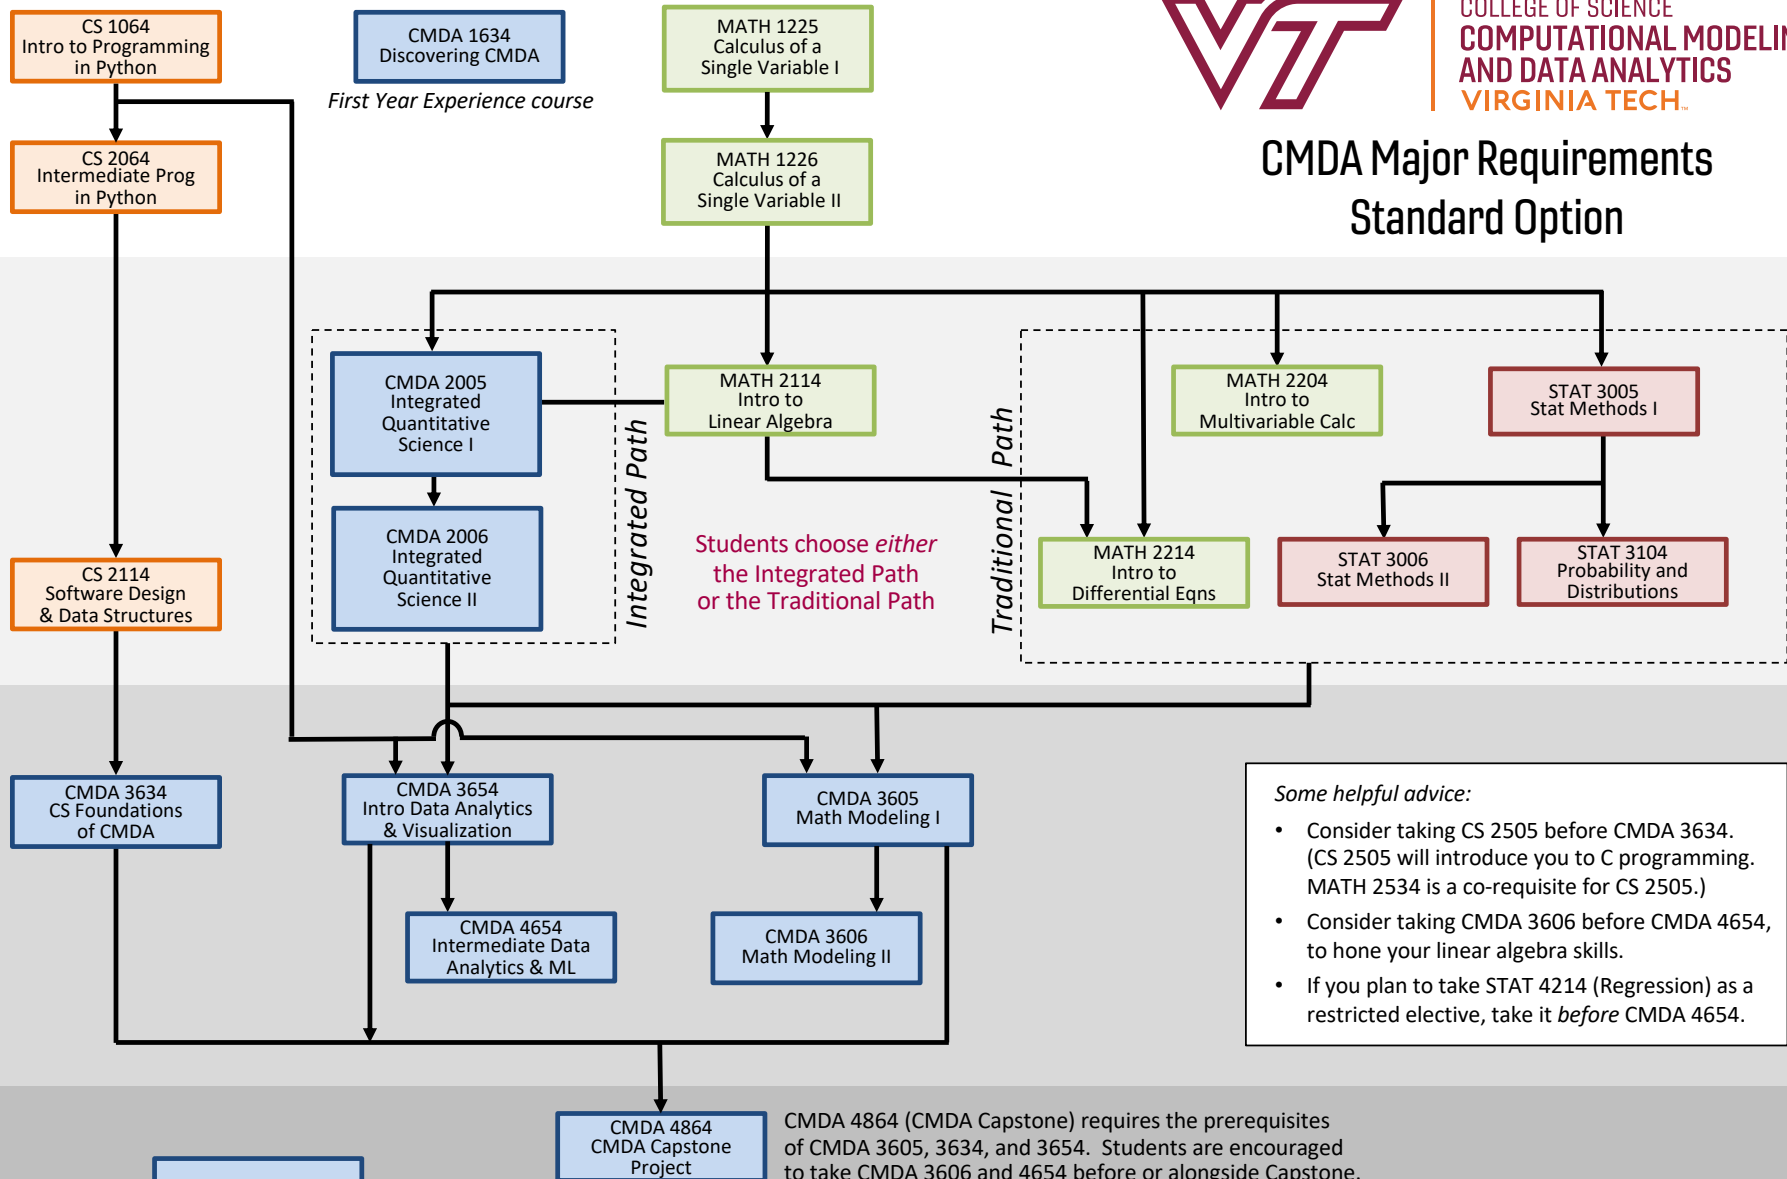 COLLEGE OF SCIENCE
COMPUTATIONAL MODELIN
AND DATA ANALYTICS
VIRGINIA TECH™
CMDA Major Requirements
Standard Option
CS 1064
Intro to Programming
in Python
CMDA 1634
Discovering CMDA
First Year Experience course
MATH 1225
Calculus of a
Single Variable I
CS 2064
Intermediate Prog
in Python
MATH 1226
Calculus of a
Single Variable II
CMDA 2005
Integrated
Quantitative
Science I
MATH 2114
Intro to
Linear Algebra
MATH 2204
Intro to
Multivariable Calc
STAT 3005
Stat Methods I
Integrated Path
Traditional Path
CMDA 2006
Integrated
Quantitative
Science II
Students choose either
the Integrated Path
or the Traditional Path
MATH 2214
Intro to
Differential Eqns
STAT 3006
Stat Methods II
STAT 3104
Probability and
Distributions
CS 2114
Software Design
& Data Structures
CMDA 3634
CS Foundations
of CMDA
CMDA 3654
Intro Data Analytics
& Visualization
CMDA 3605
Math Modeling I
CMDA 4654
Intermediate Data
Analytics & ML
CMDA 3606
Math Modeling II
Some helpful advice:
• Consider taking CS 2505 before CMDA 3634.
(CS 2505 will introduce you to C programming.
MATH 2534 is a co-requisite for CS 2505.)
• Consider taking CMDA 3606 before CMDA 4654,
to hone your linear algebra skills.
• If you plan to take STAT 4214 (Regression) as a
restricted elective, take it before CMDA 4654.
CMDA 4864
CMDA Capstone
Project
CMDA 4864 (CMDA Capstone) requires the prerequisites
of CMDA 3605, 3634, and 3654. Students are encouraged
to take CMDA 3606 and 4654 before or alongside Capstone.